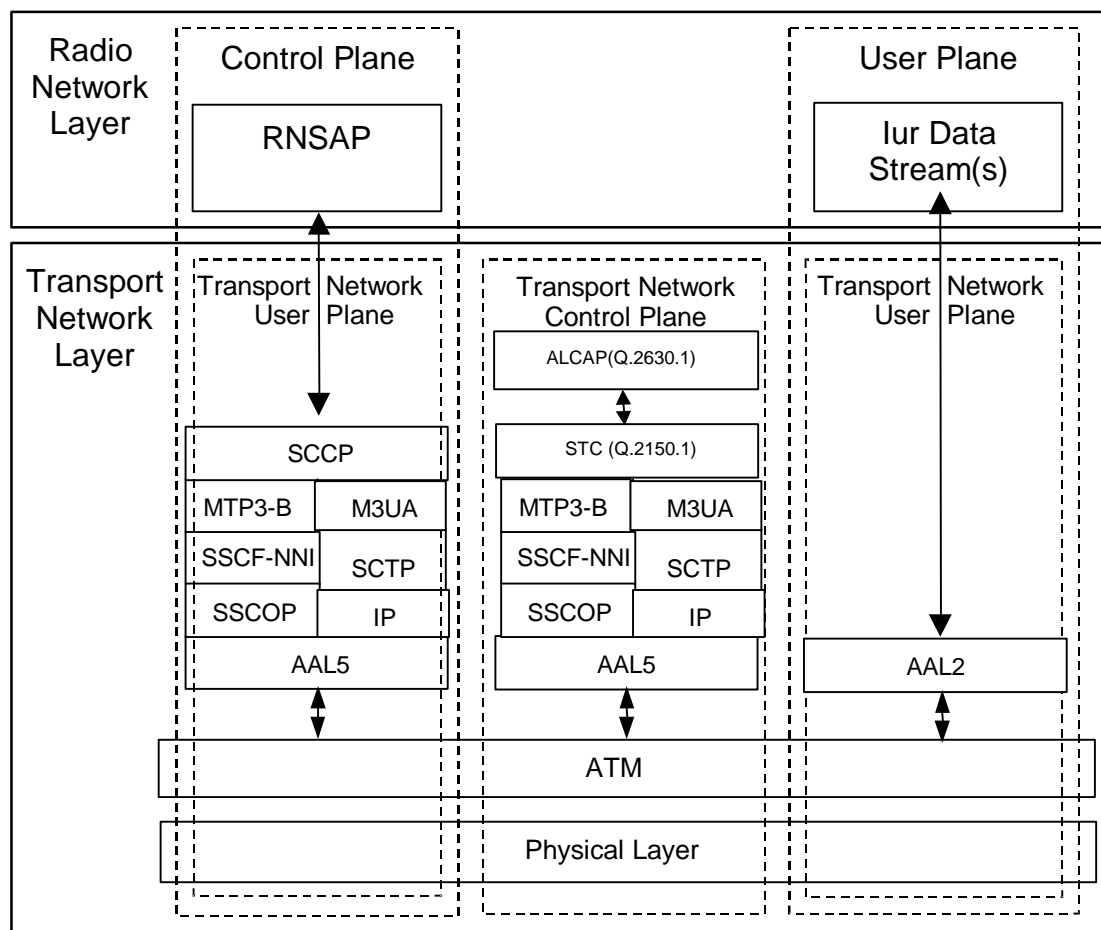 Radio
Network
Layer
Control Plane
RNSAP
User Plane
Iur Data
Stream(s)
Transport
Network
Layer
Transport Network
User Plane
SCCP
MTP3-B M3UA
SSCF-NNI SCTP
SSCOP IP
AAL5
Transport Network
Control Plane
ALCAP(Q.2630.1)
STC (Q.2150.1)
MTP3-B M3UA
SSCF-NNI SCTP
SSCOP IP
AAL5
Transport Network
User Plane
AAL2
ATM
Physical Layer